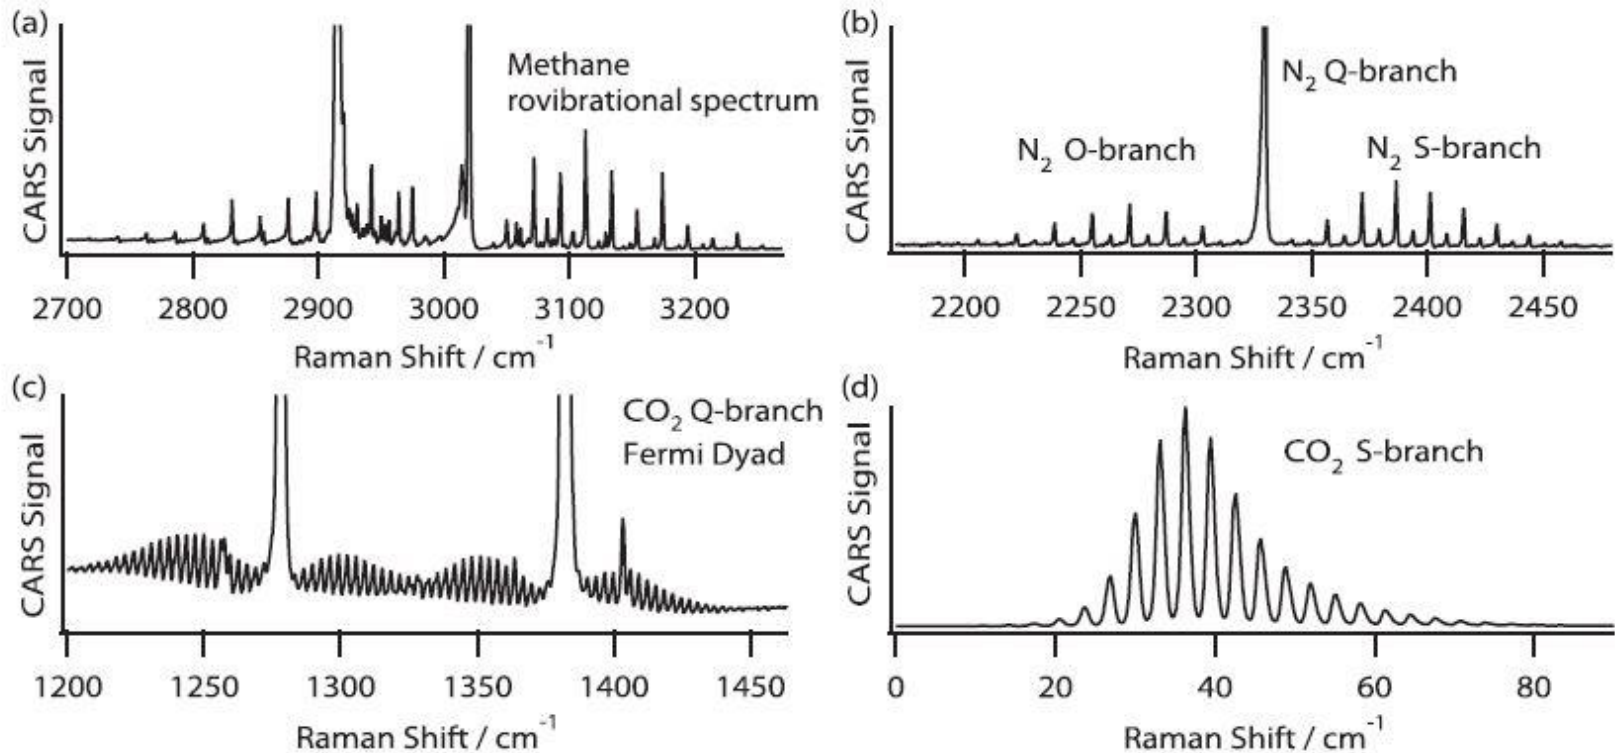 (a)
CARS Signal
Methane
rovibrational spectrum
2700 2800 2900 3000 3100 3200
Raman Shift / cm⁻¹
(b)
CARS Signal
N₂ O-branch
N₂ Q-branch
N₂ S-branch
2200 2250 2300 2350 2400 2450
Raman Shift / cm⁻¹
(c)
CARS Signal
CO₂ Q-branch
Fermi Dyad
1200 1250 1300 1350 1400 1450
Raman Shift / cm⁻¹
(d)
CARS Signal
CO₂ S-branch
0 20 40 60 80
Raman Shift / cm⁻¹